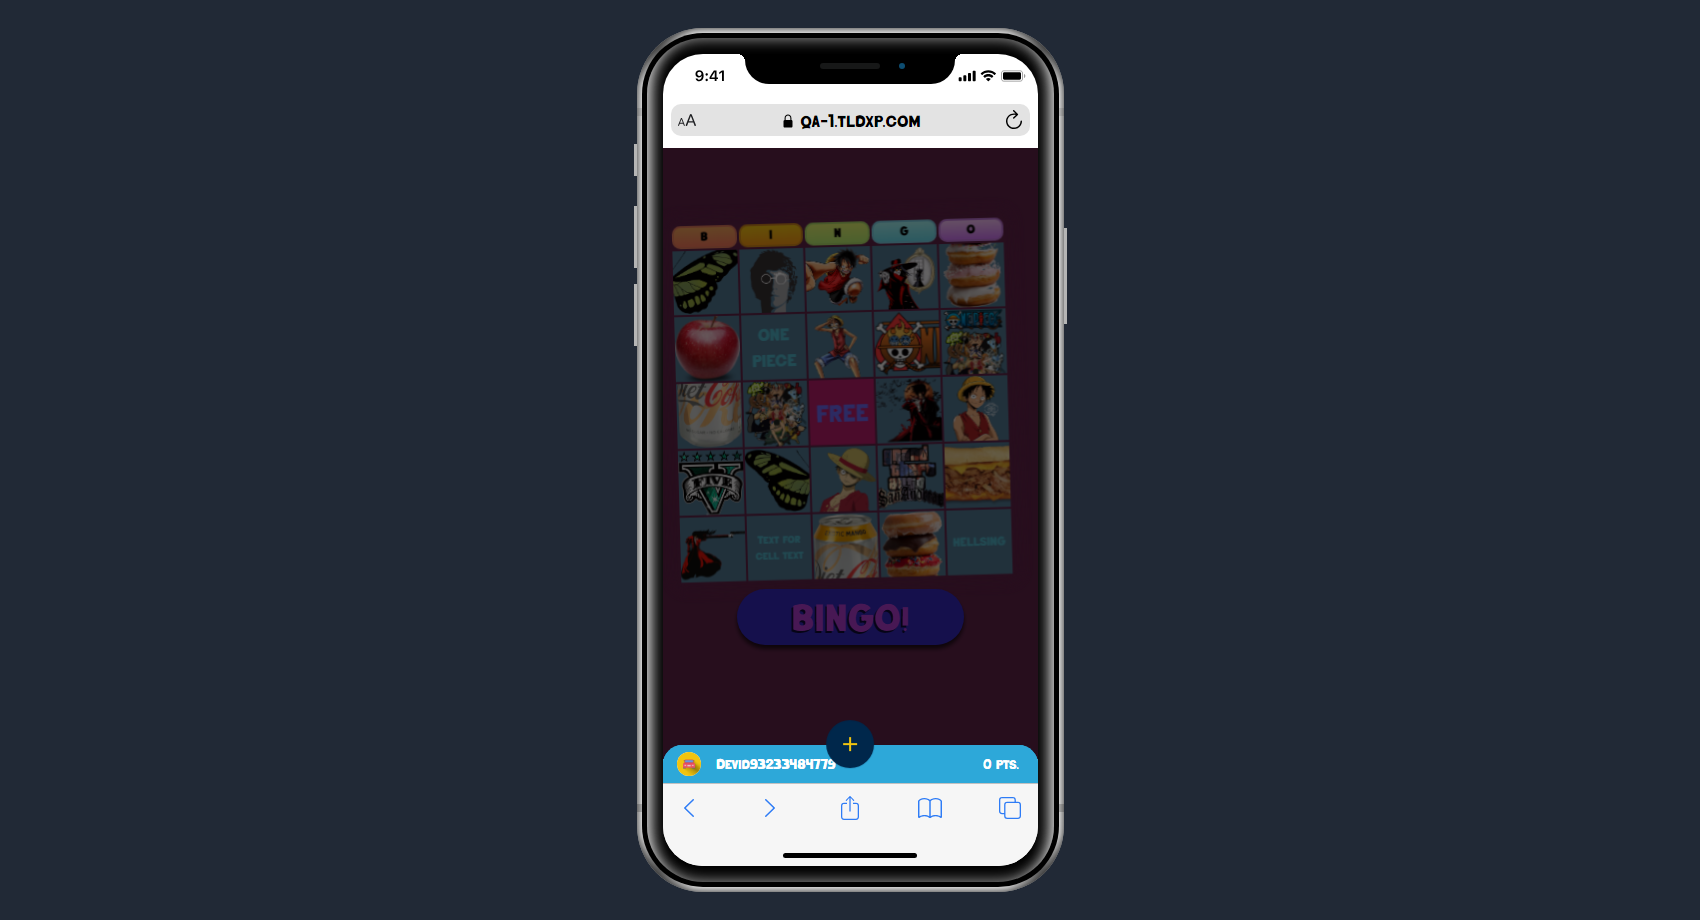 9:41
AA
QA-1.TLDXP.COM
B I N G O
ONE
PIECE
FREE
FIVE
TEXT FOR
CELL TEXT
HELLSING
BINGO!
+
DEVID93233484779
0 PTS.